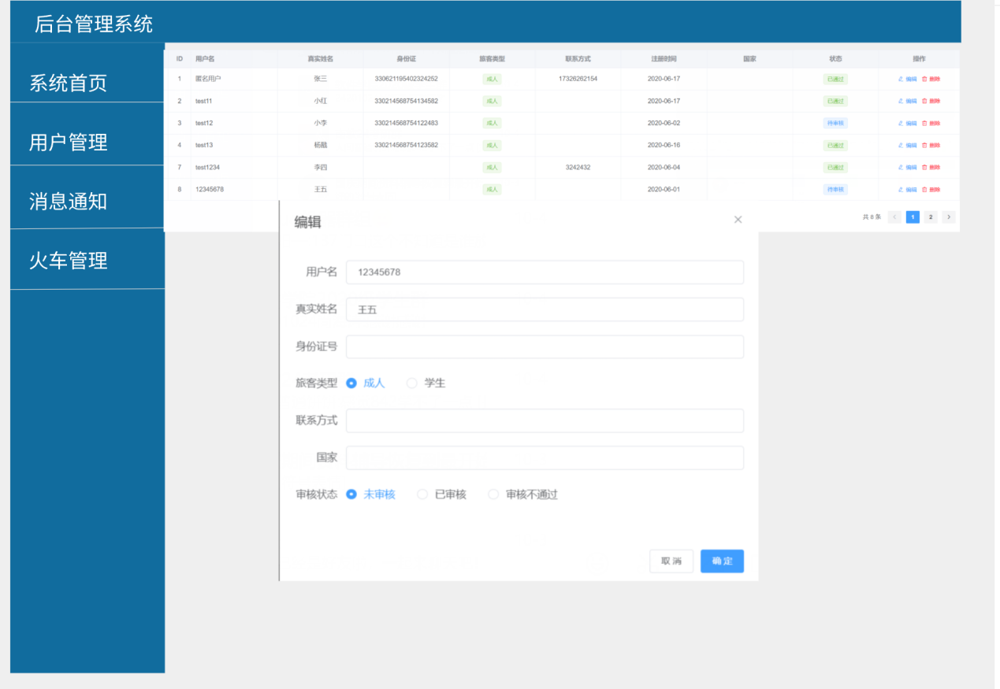 后台管理系统
系统首页
用户管理
消息通知
火车管理
ID 用户名 真实姓名 身份证 旅客类型 联系方式 注册时间 国家 状态 操作
1 匿名用户 张三 330621195402324252 成人 17326262154 2020-06-17 已通过 编辑 删除
2 test11 小红 330214568754134582 成人 2020-06-17 已通过 编辑 删除
3 test12 小李 330214568754122483 成人 2020-06-02 待审核 编辑 删除
4 test13 杨戬 330214568754123582 成人 2020-06-16 已通过 编辑 删除
7 test1234 李四 成人 3242432 2020-06-04 已通过 编辑 删除
8 12345678 王五 成人 2020-06-01 待审核 编辑 删除
共 8 条 < 1 2 >
编辑 ×
用户名 12345678
真实姓名 王五
身份证号
旅客类型 成人 学生
联系方式
国家
审核状态 未审核 已审核 审核不通过
取消 确定